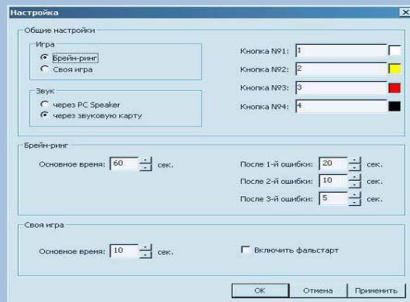 Настройка
Общие настройки
Игра
Брейн-ринг
Своя игра
Звук
через PC Speaker
через звуковую карту
Кнопка №1: 1
Кнопка №2: 2
Кнопка №3: 3
Кнопка №4: 4
Брейн-ринг
Основное время: 60 сек.
После 1-й ошибки: 20 сек.
После 2-й ошибки: 10 сек.
После 3-й ошибки: 5 сек.
Своя игра
Основное время: 10 сек.
Включить фальстарт
ОК Отмена Применить